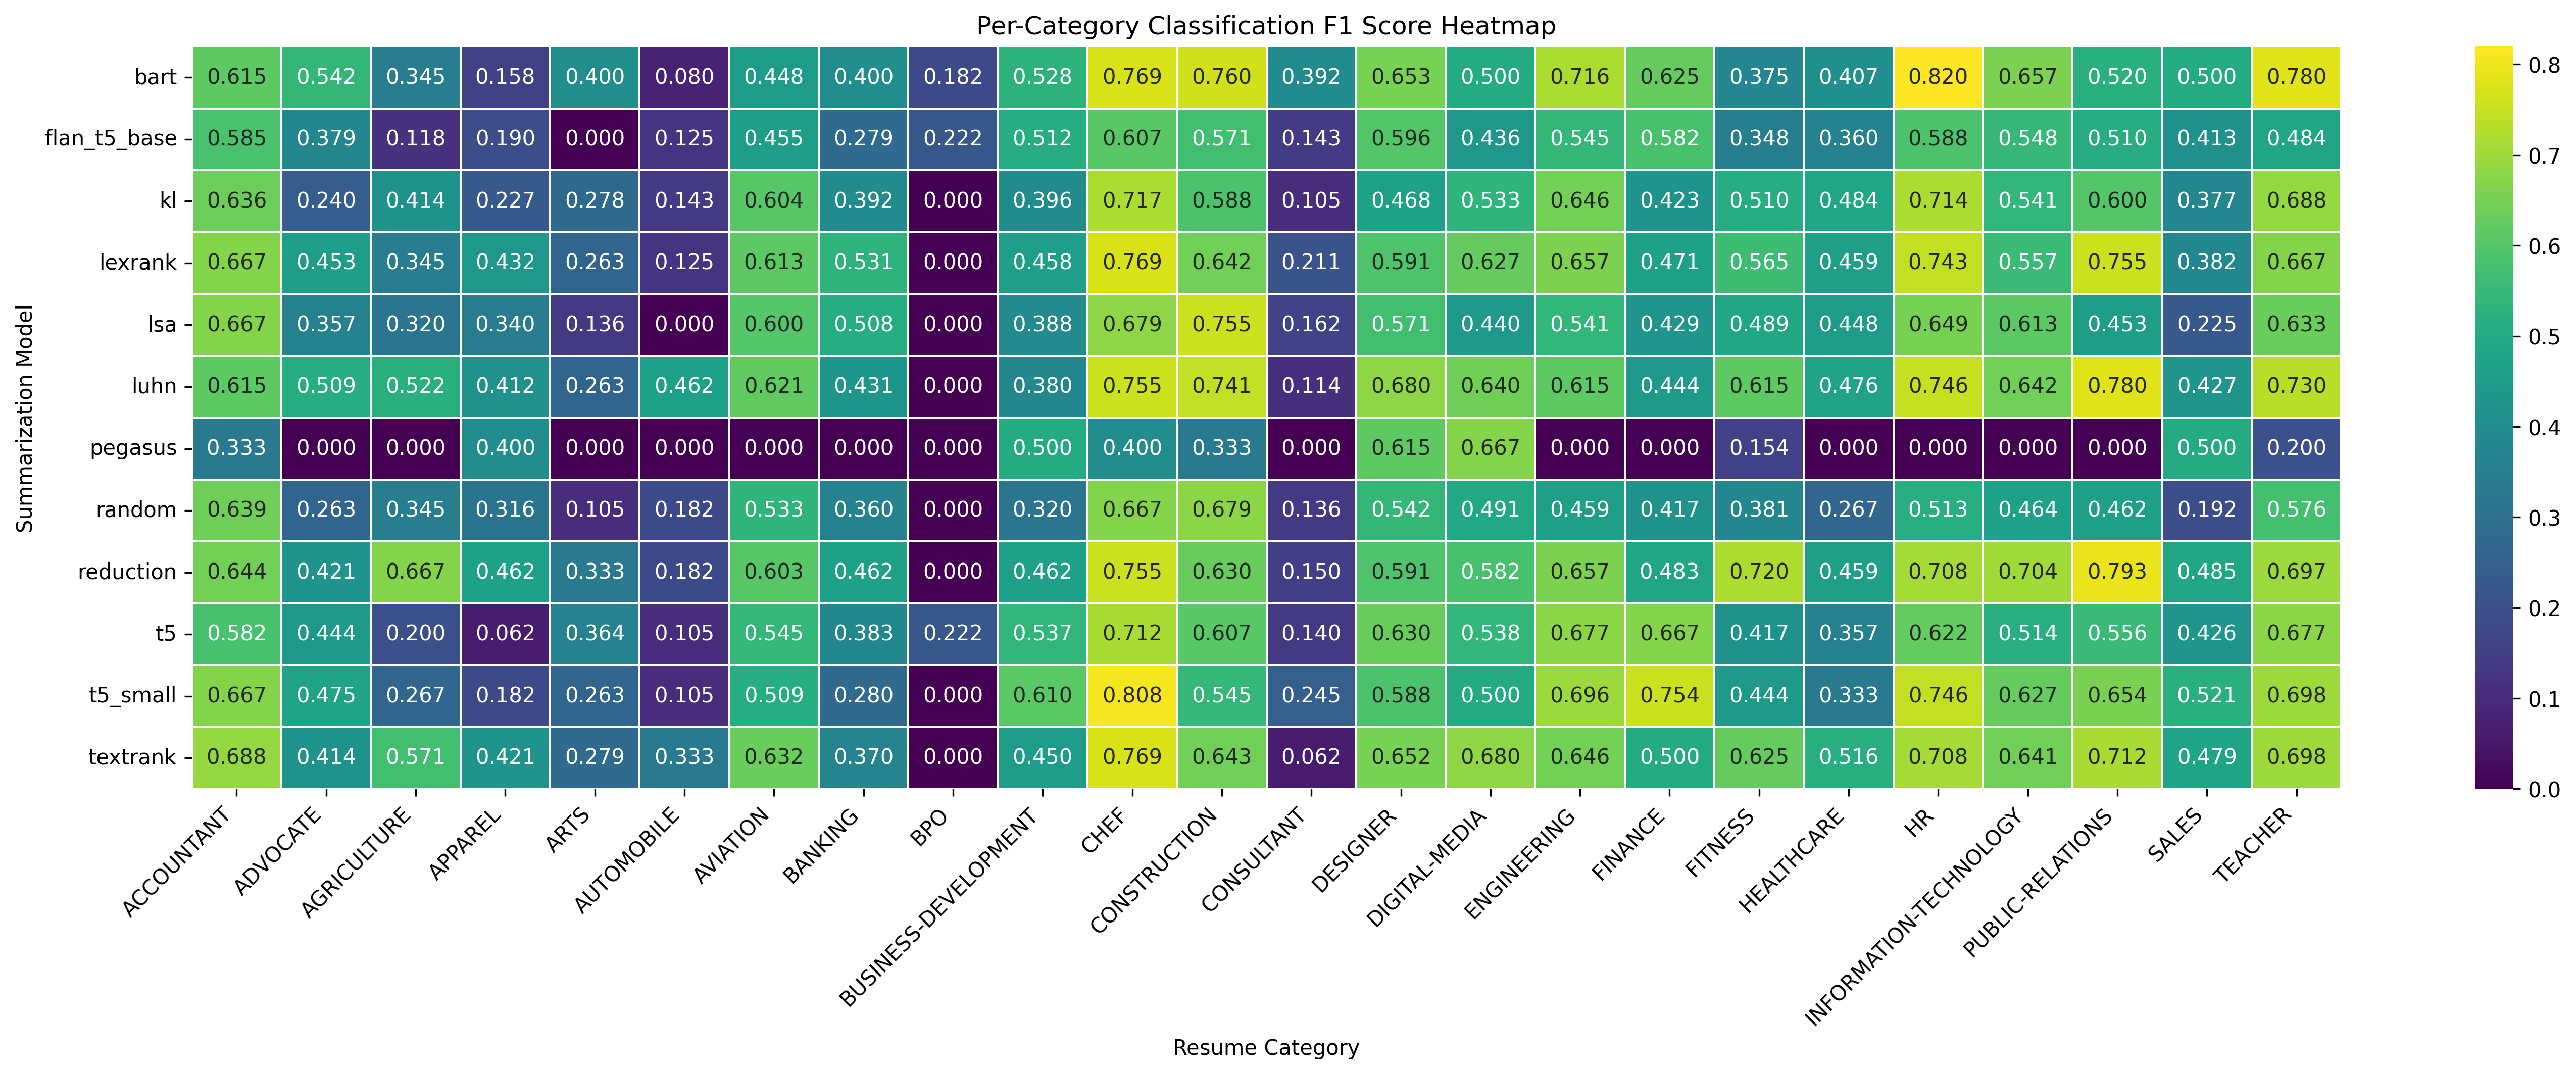 Per-Category Classification F1 Score Heatmap
Summarization Model
bart 0.615 0.542 0.345 0.158 0.400 0.080 0.448 0.400 0.182 0.528 0.769 0.760 0.392 0.653 0.500 0.716 0.625 0.375 0.407 0.820 0.657 0.520 0.500 0.780
flan_t5_base 0.585 0.379 0.118 0.190 0.000 0.125 0.455 0.279 0.222 0.512 0.607 0.571 0.143 0.596 0.436 0.545 0.582 0.348 0.360 0.588 0.548 0.510 0.413 0.484
kl 0.636 0.240 0.414 0.227 0.278 0.143 0.604 0.392 0.000 0.396 0.717 0.588 0.105 0.468 0.533 0.646 0.423 0.510 0.484 0.714 0.541 0.600 0.377 0.688
lexrank 0.667 0.453 0.345 0.432 0.263 0.125 0.613 0.531 0.000 0.458 0.769 0.642 0.211 0.591 0.627 0.657 0.471 0.565 0.459 0.743 0.557 0.755 0.382 0.667
lsa 0.667 0.357 0.320 0.340 0.136 0.000 0.600 0.508 0.000 0.388 0.679 0.755 0.162 0.571 0.440 0.541 0.429 0.489 0.448 0.649 0.613 0.453 0.225 0.633
luhn 0.615 0.509 0.522 0.412 0.263 0.462 0.621 0.431 0.000 0.380 0.755 0.741 0.114 0.680 0.640 0.615 0.444 0.615 0.476 0.746 0.642 0.780 0.427 0.730
pegasus 0.333 0.000 0.000 0.400 0.000 0.000 0.000 0.000 0.000 0.500 0.400 0.333 0.000 0.615 0.667 0.000 0.000 0.154 0.000 0.000 0.000 0.000 0.500 0.200
random 0.639 0.263 0.345 0.316 0.105 0.182 0.533 0.360 0.000 0.320 0.667 0.679 0.136 0.542 0.491 0.459 0.417 0.381 0.267 0.513 0.464 0.462 0.192 0.576
reduction 0.644 0.421 0.667 0.462 0.333 0.182 0.603 0.462 0.000 0.462 0.755 0.630 0.150 0.591 0.582 0.657 0.483 0.720 0.459 0.708 0.704 0.793 0.485 0.697
t5 0.582 0.444 0.200 0.062 0.364 0.105 0.545 0.383 0.222 0.537 0.712 0.607 0.140 0.630 0.538 0.677 0.667 0.417 0.357 0.622 0.514 0.556 0.426 0.677
t5_small 0.667 0.475 0.267 0.182 0.263 0.105 0.509 0.280 0.000 0.610 0.808 0.545 0.245 0.588 0.500 0.696 0.754 0.444 0.333 0.746 0.627 0.654 0.521 0.698
textrank 0.688 0.414 0.571 0.421 0.279 0.333 0.632 0.370 0.000 0.450 0.769 0.643 0.062 0.652 0.680 0.646 0.500 0.625 0.516 0.708 0.641 0.712 0.479 0.698
ACCOUNTANT
ADVOCATE
AGRICULTURE
APPAREL
ARTS
AUTOMOBILE
AVIATION
BANKING
BPO
BUSINESS-DEVELOPMENT
CHEF
CONSTRUCTION
CONSULTANT
DESIGNER
DIGITAL-MEDIA
ENGINEERING
FINANCE
FITNESS
HEALTHCARE
HR
INFORMATION-TECHNOLOGY
PUBLIC-RELATIONS
SALES
TEACHER
Resume Category
0.8
0.7
0.6
0.5
0.4
0.3
0.2
0.1
0.0